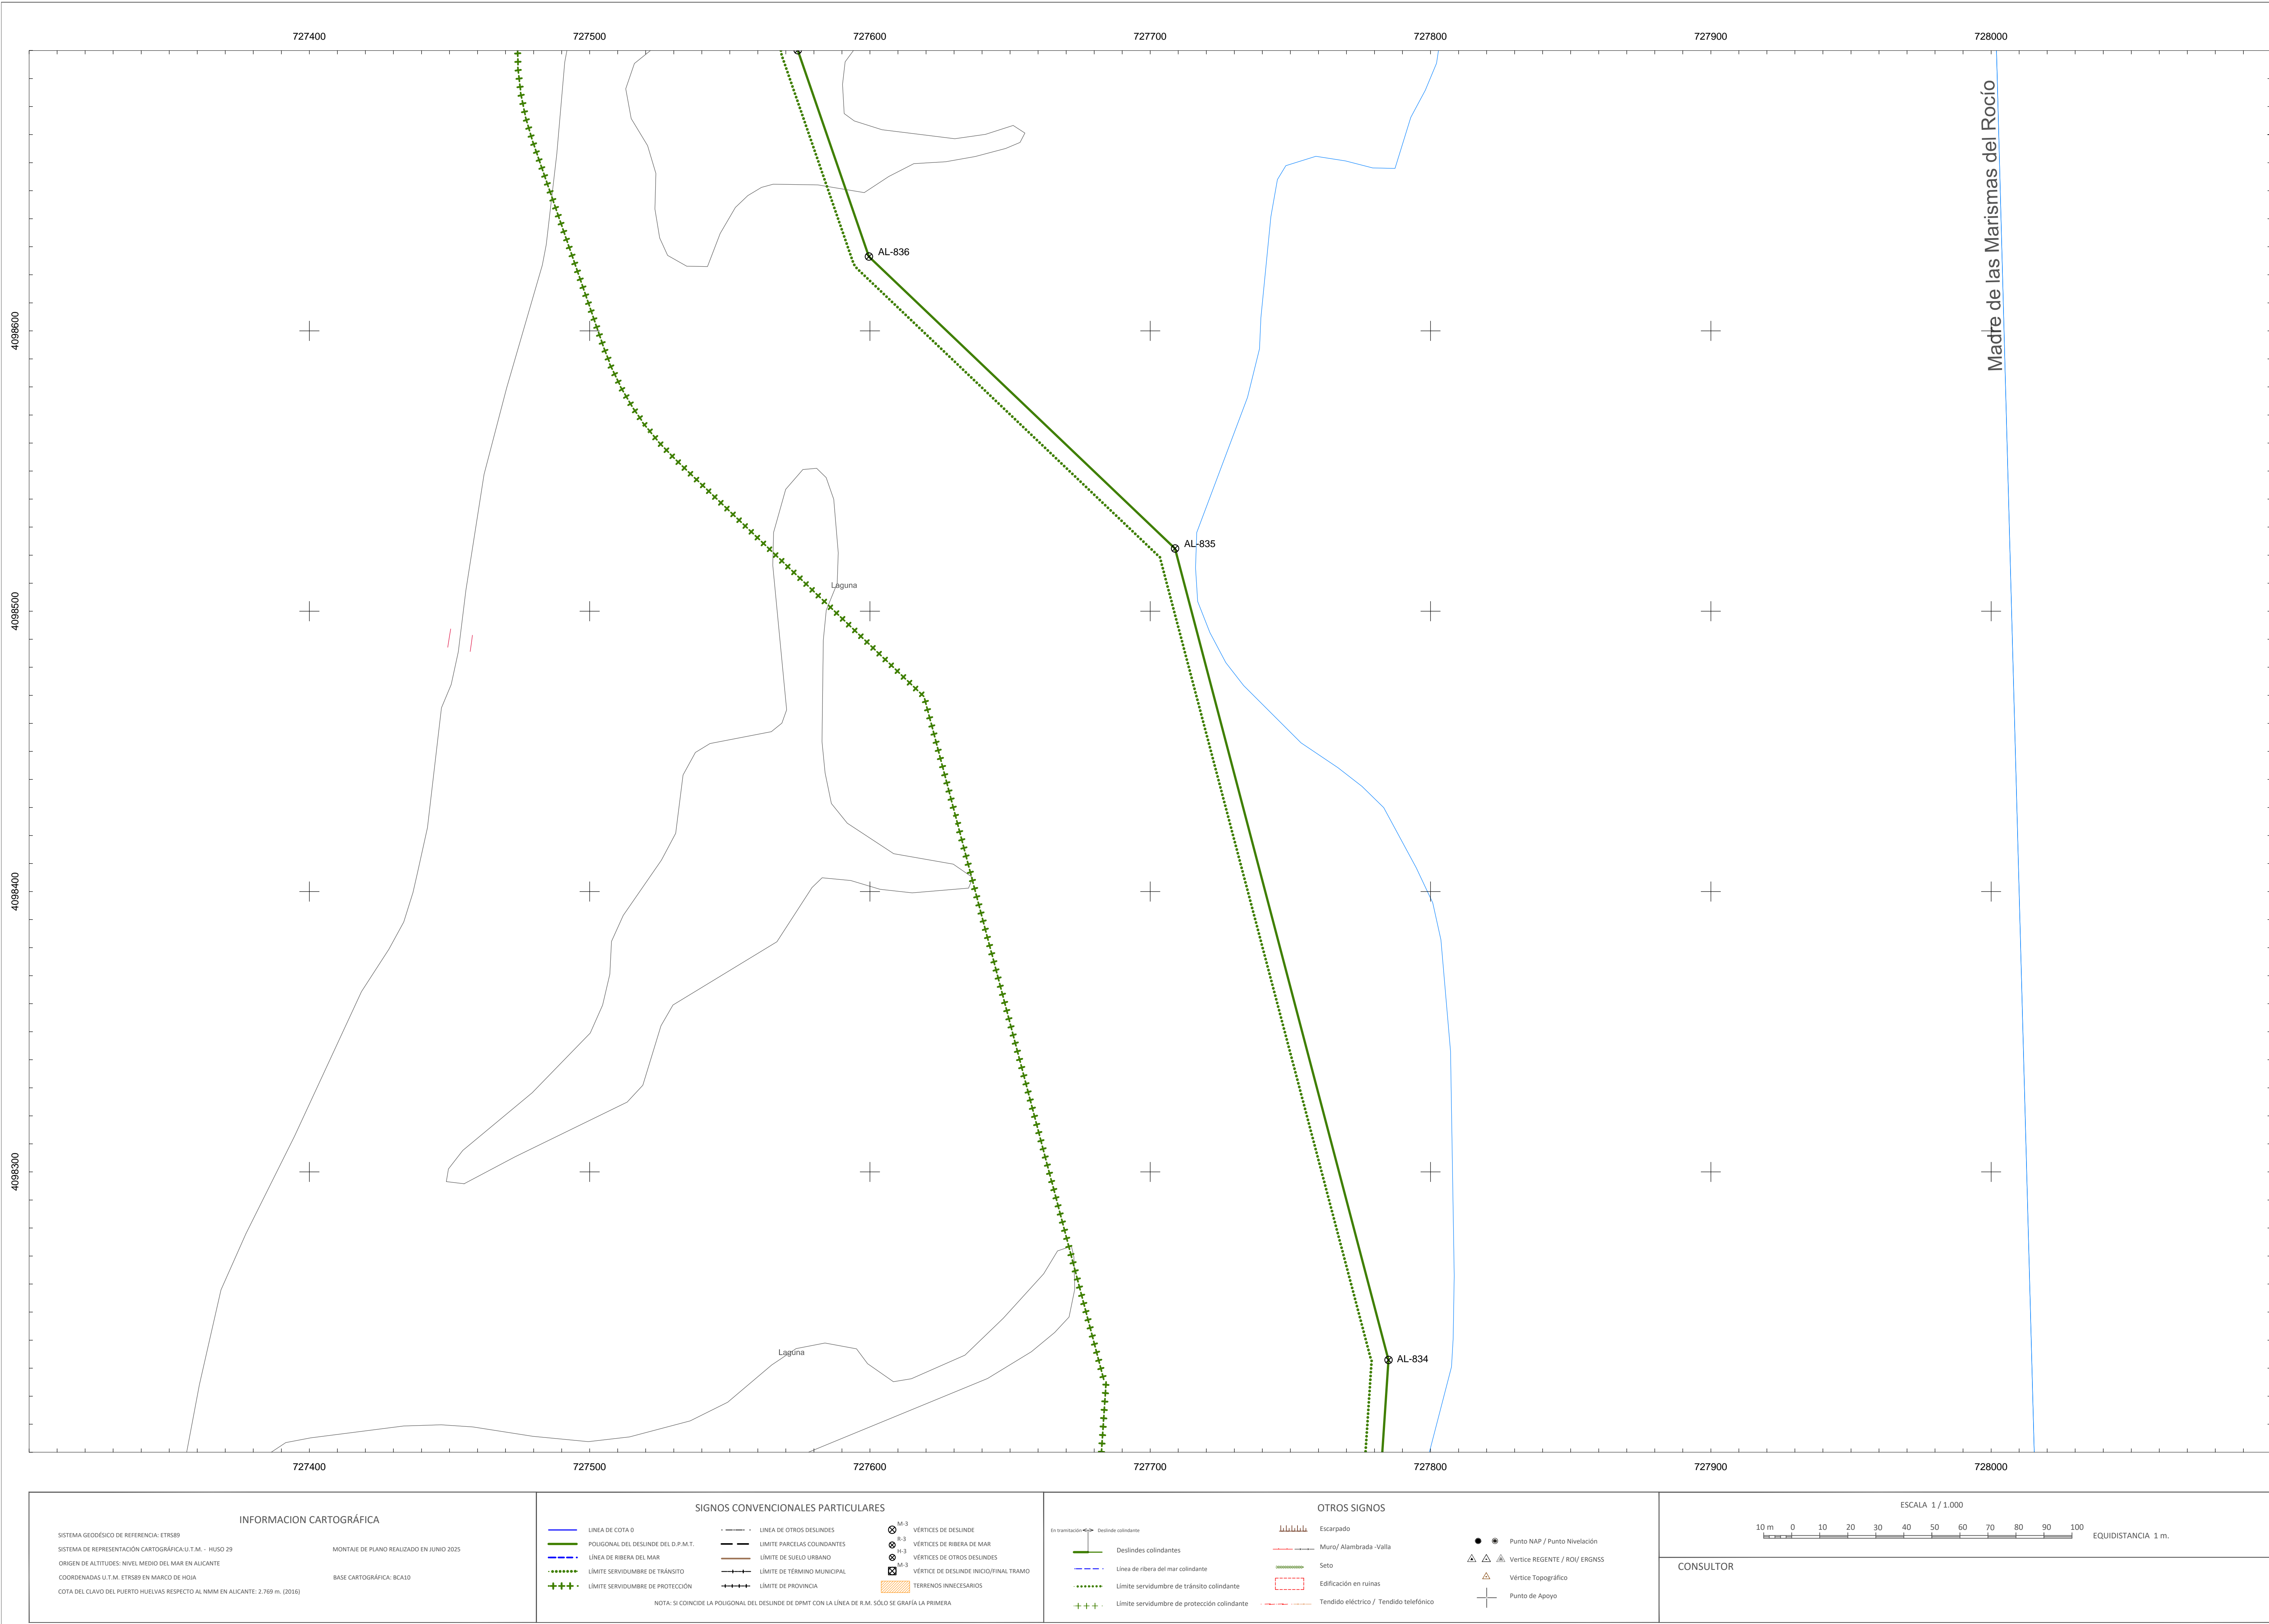 727400 727500 727600 727700 727800 727900 728000
Madre de las Marismas del Rocío
AL-836
4098600
AL-835
Laguna
4098500
4098400
4098300
Laguna
AL-834
727400 727500 727600 727700 727800 727900 728000
INFORMACION CARTOGRÁFICA
SISTEMA GEODÉSICO DE REFERENCIA: ETRS89
SISTEMA DE REPRESENTACIÓN CARTOGRÁFICA:U.T.M. - HUSO 29
MONTAJE DE PLANO REALIZADO EN JUNIO 2025
ORIGEN DE ALTITUDES: NIVEL MEDIO DEL MAR EN ALICANTE
COORDENADAS U.T.M. ETRS89 EN MARCO DE HOJA
BASE CARTOGRÁFICA: BCA10
COTA DEL CLAVO DEL PUERTO HUELVAS RESPECTO AL NMM EN ALICANTE: 2.769 m. (2016)
SIGNOS CONVENCIONALES PARTICULARES
LINEA DE COTA 0
POLIGONAL DEL DESLINDE DEL D.P.M.T.
LÍNEA DE RIBERA DEL MAR
LÍMITE SERVIDUMBRE DE TRÁNSITO
LÍMITE SERVIDUMBRE DE PROTECCIÓN
LINEA DE OTROS DESLINDES
LIMITE PARCELAS COLINDANTES
LÍMITE DE SUELO URBANO
LÍMITE DE TÉRMINO MUNICIPAL
LÍMITE DE PROVINCIA
M-3
VÉRTICES DE DESLINDE
R-3
VÉRTICES DE RIBERA DE MAR
H-3
VÉRTICES DE OTROS DESLINDES
M-3
VÉRTICE DE DESLINDE INICIO/FINAL TRAMO
TERRENOS INNECESARIOS
NOTA: SI COINCIDE LA POLIGONAL DEL DESLINDE DE DPMT CON LA LÍNEA DE R.M. SÓLO SE GRAFÍA LA PRIMERA
OTROS SIGNOS
En tramitación Deslinde colindante
Deslindes colindantes
Línea de ribera del mar colindante
Límite servidumbre de tránsito colindante
Límite servidumbre de protección colindante
Escarpado
Muro/ Alambrada -Valla
Seto
Edificación en ruinas
Tendido eléctrico / Tendido telefónico
Punto NAP / Punto Nivelación
Vertice REGENTE / ROI/ ERGNSS
Vértice Topográfico
Punto de Apoyo
ESCALA 1 / 1.000
10 m 0 10 20 30 40 50 60 70 80 90 100
EQUIDISTANCIA 1 m.
CONSULTOR